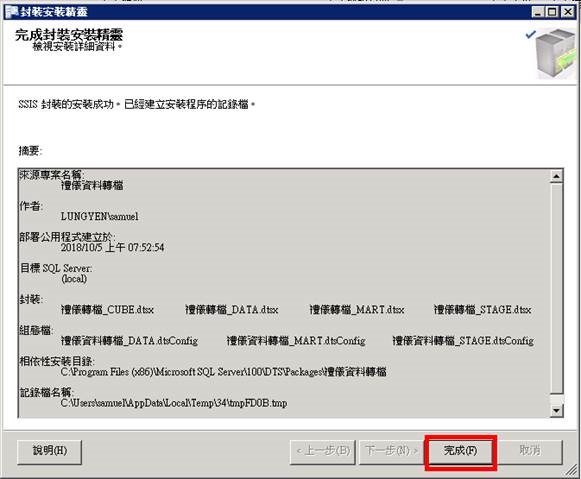 封裝安裝精靈
完成封裝安裝精靈
檢視安裝詳細資料。
SSIS 封裝的安裝成功。已經建立安裝程序的記錄檔。
摘要:
來源專案名稱:
禮儀資料轉檔
作者:
LUNGYEN\samuel
部署公用程式建立於:
2018/10/5 上午 07:52:54
目標 SQL Server:
(local)
封裝:
禮儀轉檔_CUBE.dtsx 禮儀轉檔_DATA.dtsx 禮儀轉檔_MART.dtsx 禮儀轉檔_STAGE.dtsx
組態檔:
禮儀資料轉檔_DATA.dtsConfig 禮儀資料轉檔_MART.dtsConfig 禮儀資料轉檔_STAGE.dtsConfig
相依性安裝目錄:
C:\Program Files (x86)\Microsoft SQL Server\100\DTS\Packages\禮儀資料轉檔
記錄檔名稱:
C:\Users\samuel\AppData\Local\Temp\34\tmpFD0B.tmp
說明(H) < 上一步(B) 下一步(N) > 完成(F) 取消